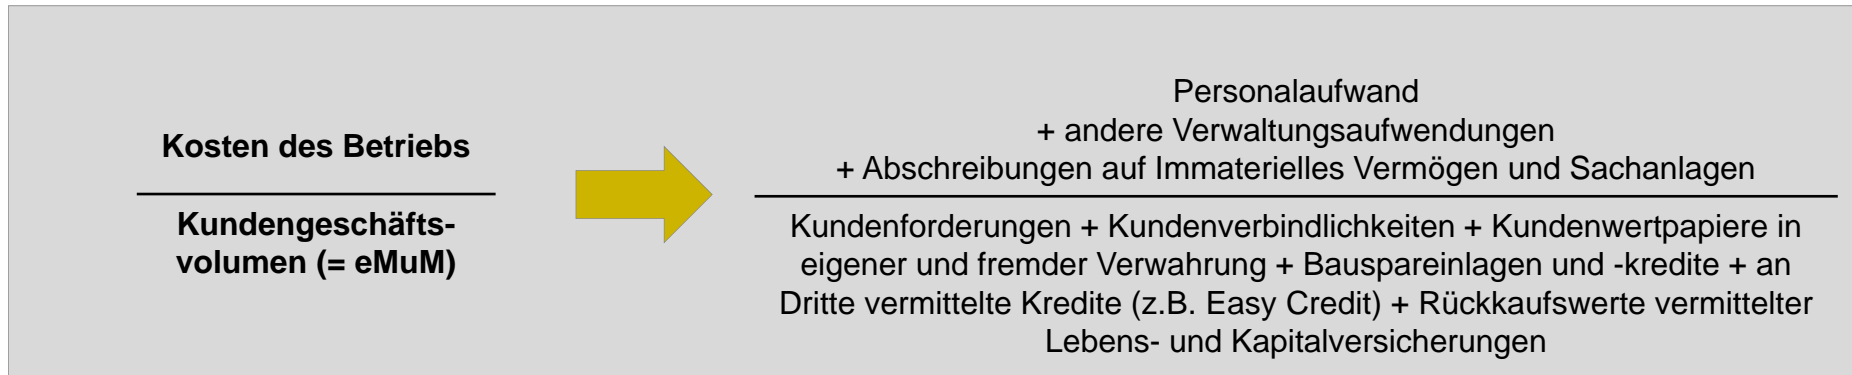 Kosten des Betriebs
Kundengeschäfts-
volumen (= eMuM)
Personalaufwand
+ andere Verwaltungsaufwendungen
+ Abschreibungen auf Immaterielles Vermögen und Sachanlagen
Kundenforderungen + Kundenverbindlichkeiten + Kundenwertpapiere in
eigener und fremder Verwahrung + Bauspareinlagen und -kredite + an
Dritte vermittelte Kredite (z.B. Easy Credit) + Rückkaufswerte vermittelter
Lebens- und Kapitalversicherungen